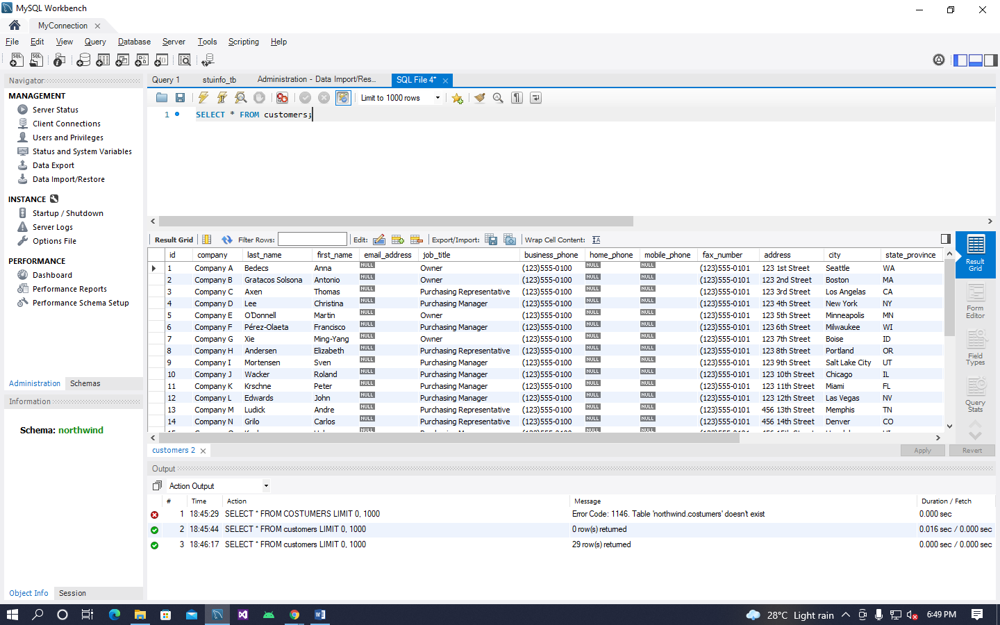 MySQL Workbench
MyConnection
File Edit View Query Database Server Tools Scripting Help
Navigator
MANAGEMENT
Server Status
Client Connections
Users and Privileges
Status and System Variables
Data Export
Data Import/Restore
INSTANCE
Startup / Shutdown
Server Logs
Options File
PERFORMANCE
Dashboard
Performance Reports
Performance Schema Setup
Administration Schemas
Information
Schema: northwind
Object Info Session
Query 1 stuinfo_tb Administration - Data Import/Res... SQL File 4*
Limit to 1000 rows
1 SELECT * FROM customers;
Result Grid Filter Rows: Edit: Export/Import: Wrap Cell Content:
id company last_name first_name email_address job_title business_phone home_phone mobile_phone fax_number address city state_province
1 Company A Bedecs Anna NULL Owner (123)555-0100 NULL NULL (123)555-0101 123 1st Street Seattle WA
2 Company B Gratacos Solsona Antonio NULL Owner (123)555-0100 NULL NULL (123)555-0101 123 2nd Street Boston MA
3 Company C Axen Thomas NULL Purchasing Representative (123)555-0100 NULL NULL (123)555-0101 123 3rd Street Los Angelas CA
4 Company D Lee Christina NULL Purchasing Manager (123)555-0100 NULL NULL (123)555-0101 123 4th Street New York NY
5 Company E O'Donnell Martin NULL Owner (123)555-0100 NULL NULL (123)555-0101 123 5th Street Minneapolis MN
6 Company F Pérez-Olaeta Francisco NULL Purchasing Manager (123)555-0100 NULL NULL (123)555-0101 123 6th Street Milwaukee WI
7 Company G Xie Ming-Yang NULL Owner (123)555-0100 NULL NULL (123)555-0101 123 7th Street Boise ID
8 Company H Andersen Elizabeth NULL Purchasing Representative (123)555-0100 NULL NULL (123)555-0101 123 8th Street Portland OR
9 Company I Mortensen Sven NULL Purchasing Manager (123)555-0100 NULL NULL (123)555-0101 123 9th Street Salt Lake City UT
10 Company J Wacker Roland NULL Purchasing Manager (123)555-0100 NULL NULL (123)555-0101 123 10th Street Chicago IL
11 Company K Krschne Peter NULL Purchasing Manager (123)555-0100 NULL NULL (123)555-0101 123 11th Street Miami FL
12 Company L Edwards John NULL Purchasing Manager (123)555-0100 NULL NULL (123)555-0101 123 12th Street Las Vegas NV
13 Company M Ludick Andre NULL Purchasing Representative (123)555-0100 NULL NULL (123)555-0101 456 13th Street Memphis TN
14 Company N Grilo Carlos NULL Purchasing Representative (123)555-0100 NULL NULL (123)555-0101 456 14th Street Denver CO
Result Grid
Form Editor
Field Types
Query Stats
customers 2
Apply Revert
Output
Action Output
# Time Action Message Duration / Fetch
1 18:45:29 SELECT * FROM COSTUMERS LIMIT 0, 1000 Error Code: 1146. Table 'northwind.costumers' doesn't exist 0.000 sec
2 18:45:44 SELECT * FROM customers LIMIT 0, 1000 0 row(s) returned 0.016 sec / 0.000 sec
3 18:46:17 SELECT * FROM customers LIMIT 0, 1000 29 row(s) returned 0.000 sec / 0.000 sec
28°C Light rain 6:49 PM